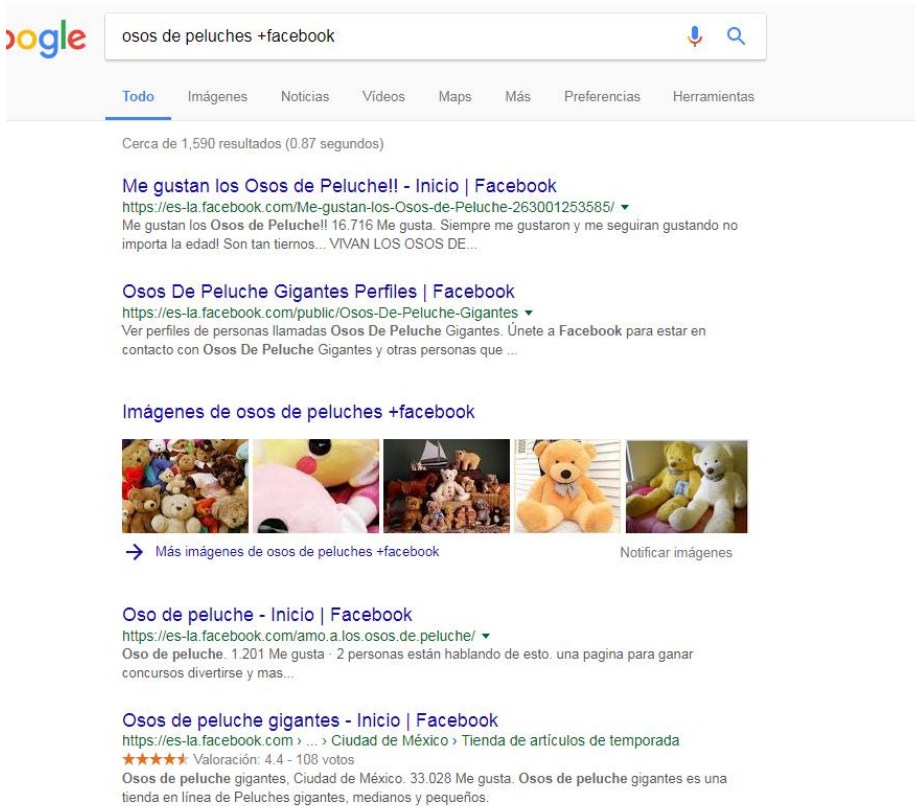 oogle
osos de peluches +facebook
Todo Imágenes Noticias Vídeos Maps Más Preferencias Herramientas
Cerca de 1,590 resultados (0.87 segundos)
Me gustan los Osos de Peluche!! - Inicio | Facebook
https://es-la.facebook.com/Me-gustan-los-Osos-de-Peluche-263001253585/
Me gustan los Osos de Peluche!! 16.716 Me gusta. Siempre me gustaron y me seguiran gustando no
importa la edad! Son tan tiernos... VIVAN LOS OSOS DE...
Osos De Peluche Gigantes Perfiles | Facebook
https://es-la.facebook.com/public/Osos-De-Peluche-Gigantes
Ver perfiles de personas llamadas Osos De Peluche Gigantes. Únete a Facebook para estar en
contacto con Osos De Peluche Gigantes y otras personas que ...
Imágenes de osos de peluches +facebook
Más imágenes de osos de peluches +facebook Notificar imágenes
Oso de peluche - Inicio | Facebook
https://es-la.facebook.com/amo.a.los.osos.de.peluche/
Oso de peluche. 1.201 Me gusta · 2 personas están hablando de esto. una pagina para ganar
concursos divertirse y mas...
Osos de peluche gigantes - Inicio | Facebook
https://es-la.facebook.com › ... › Ciudad de México › Tienda de artículos de temporada
Valoración: 4.4 - 108 votos
Osos de peluche gigantes, Ciudad de México. 33.028 Me gusta. Osos de peluche gigantes es una
tienda en línea de Peluches gigantes, medianos y pequeños.